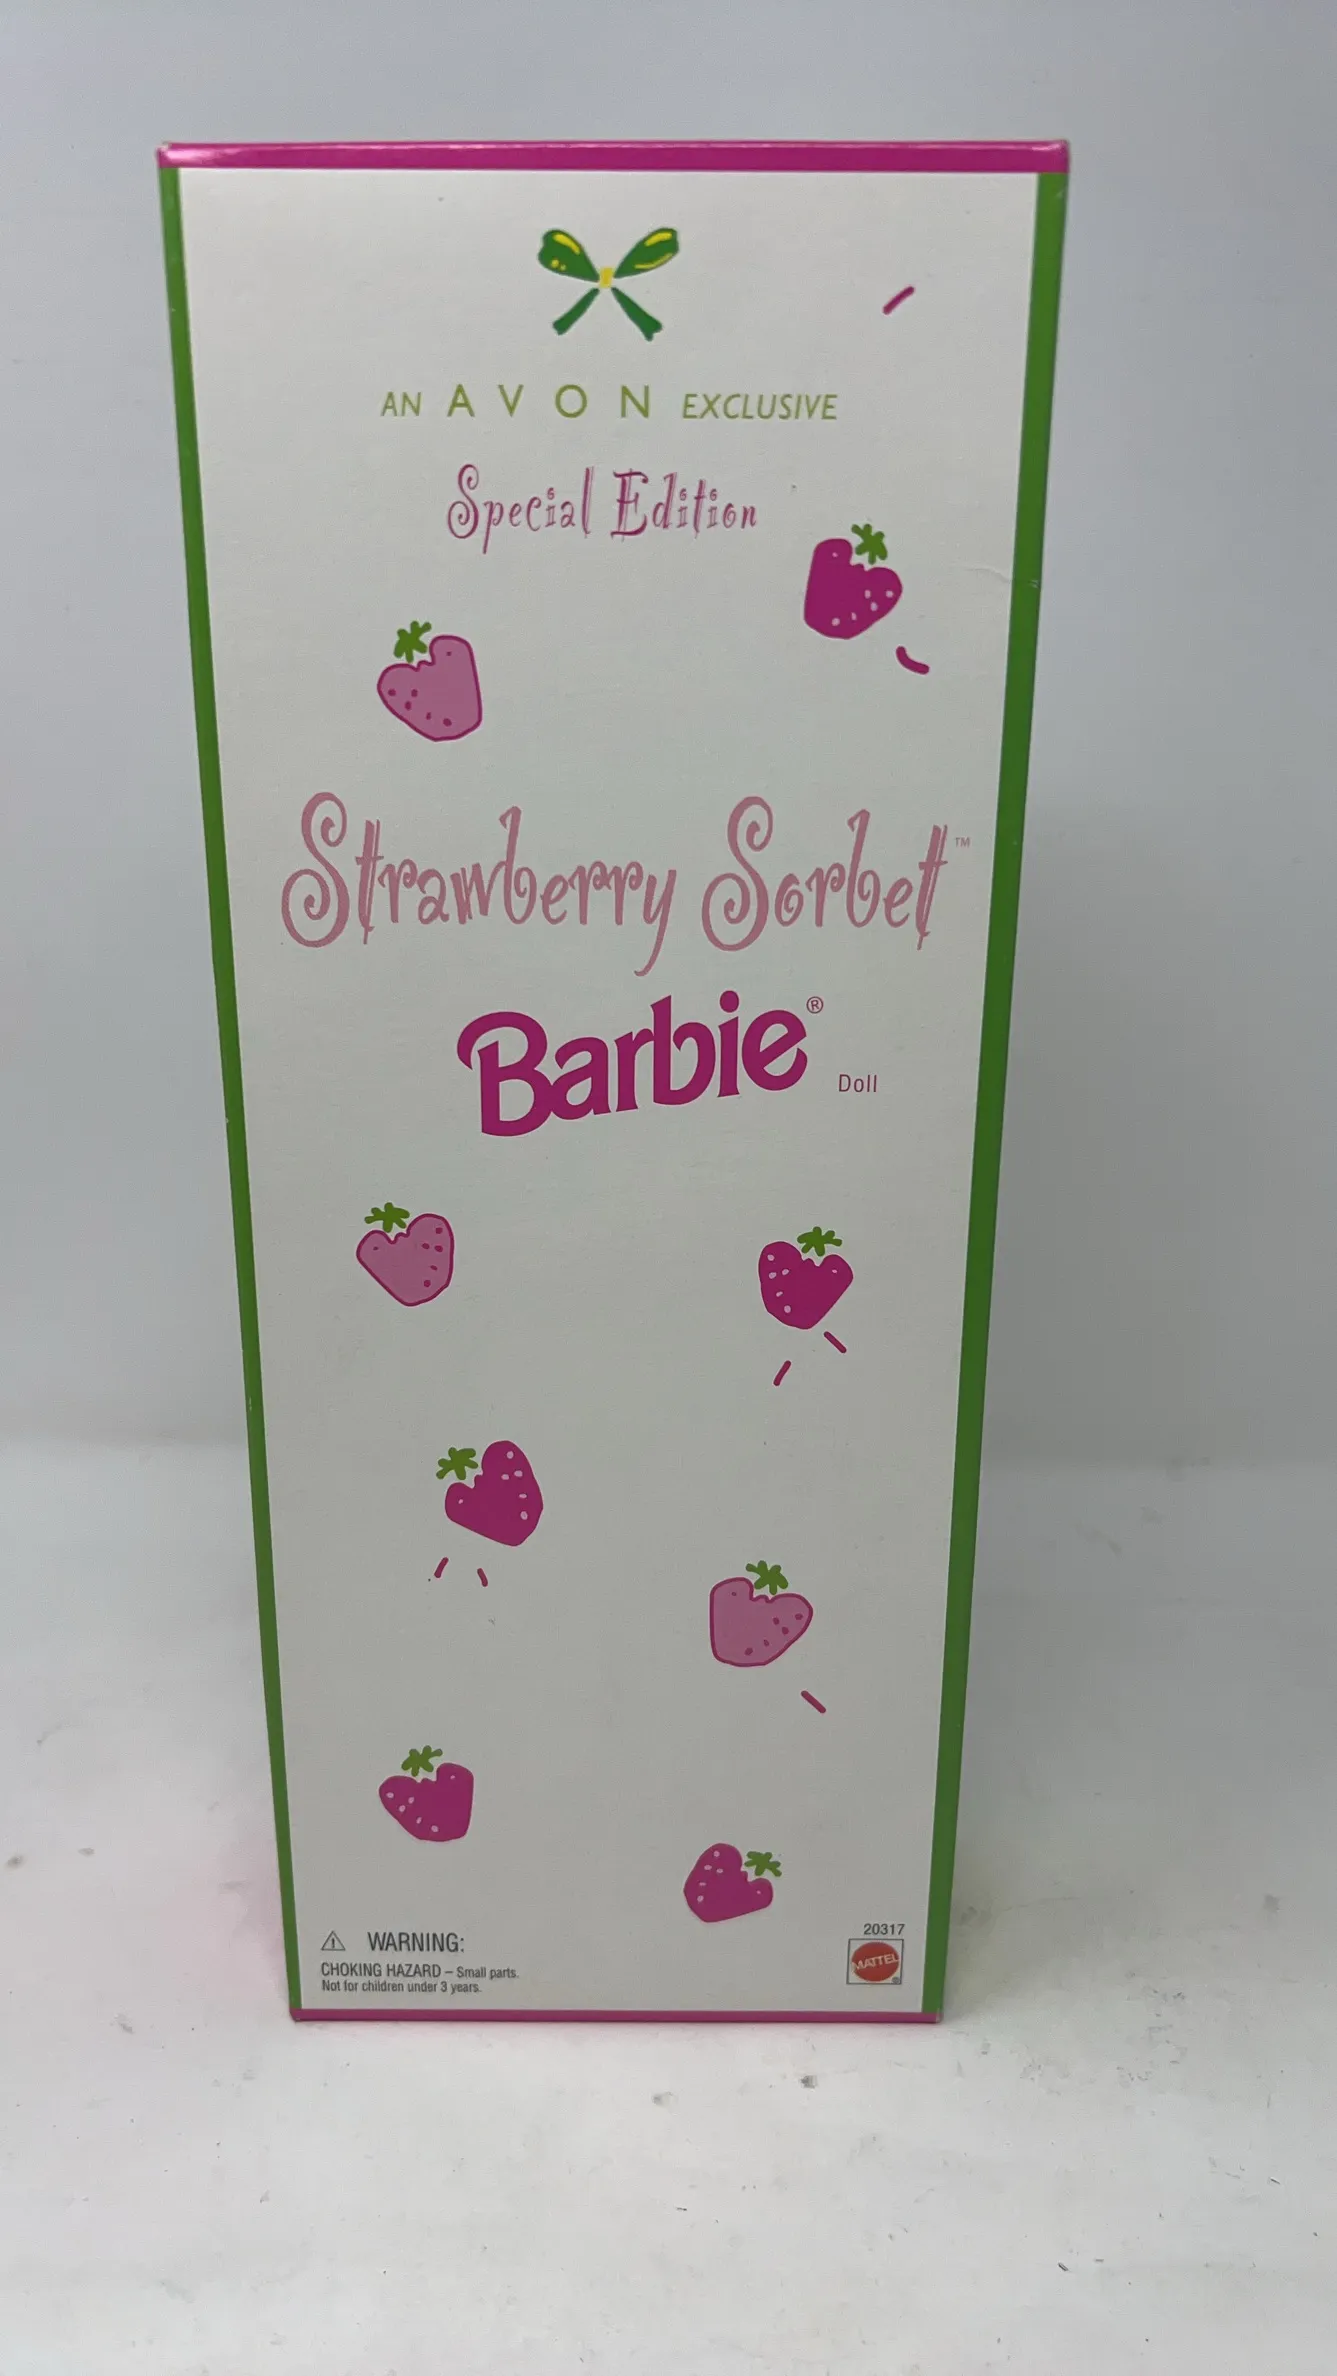 AN AVON EXCLUSIVE
Special Edition
Strawberry Sorbet™
Barbie® Doll
20317
MATTEL ®
⚠ WARNING:
CHOKING HAZARD – Small parts.
Not for children under 3 years.